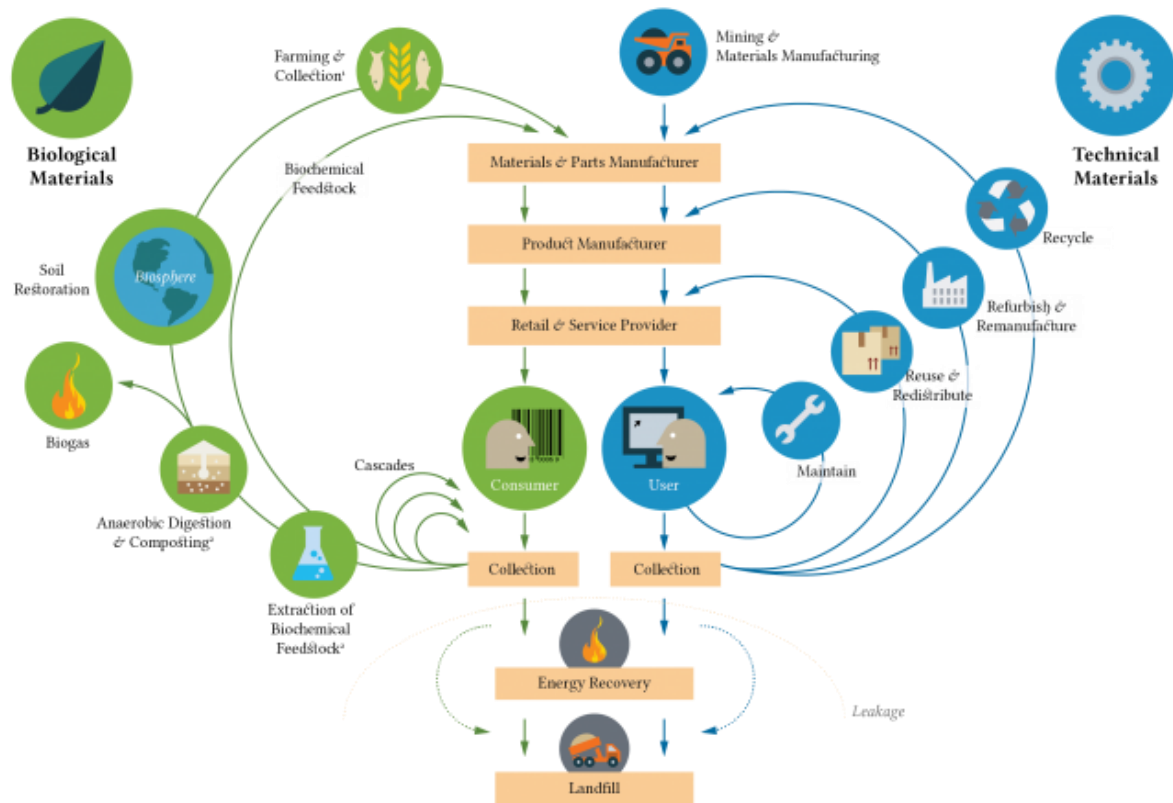 Biological
Materials
Farming &
Collection¹
Mining &
Materials Manufacturing
Technical
Materials
Biochemical
Feedstock
Materials & Parts Manufacturer
Recycle
Product Manufacturer
Biosphere
Soil
Restoration
Refurbish &
Remanufacture
Retail & Service Provider
Reuse &
Redistribute
Biogas
Cascades
Consumer
User
Maintain
Anaerobic Digestion
& Composting²
Collection
Collection
Extraction of
Biochemical
Feedstock²
Energy Recovery
Leakage
Landfill